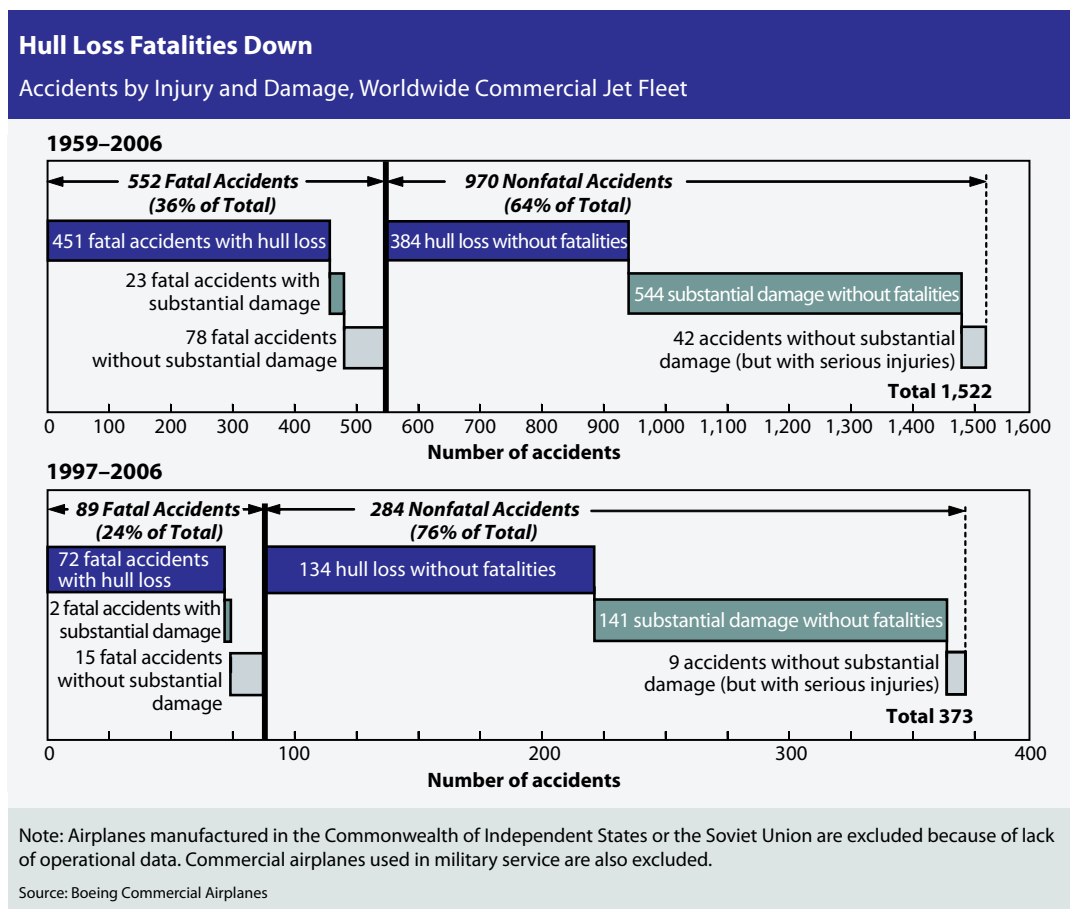 Hull Loss Fatalities Down
Accidents by Injury and Damage, Worldwide Commercial Jet Fleet
1959–2006
552 Fatal Accidents
(36% of Total)
970 Nonfatal Accidents
(64% of Total)
451 fatal accidents with hull loss
384 hull loss without fatalities
23 fatal accidents with
substantial damage
544 substantial damage without fatalities
78 fatal accidents
without substantial damage
42 accidents without substantial
damage (but with serious injuries)
Total 1,522
0 100 200 300 400 500 600 700 800 900 1,000 1,100 1,200 1,300 1,400 1,500 1,600
Number of accidents
1997–2006
89 Fatal Accidents
(24% of Total)
284 Nonfatal Accidents
(76% of Total)
72 fatal accidents
with hull loss
134 hull loss without fatalities
2 fatal accidents with
substantial damage
141 substantial damage without fatalities
15 fatal accidents
without substantial
damage
9 accidents without substantial
damage (but with serious injuries)
Total 373
0 100 200 300 400
Number of accidents
Note: Airplanes manufactured in the Commonwealth of Independent States or the Soviet Union are excluded because of lack
of operational data. Commercial airplanes used in military service are also excluded.
Source: Boeing Commercial Airplanes